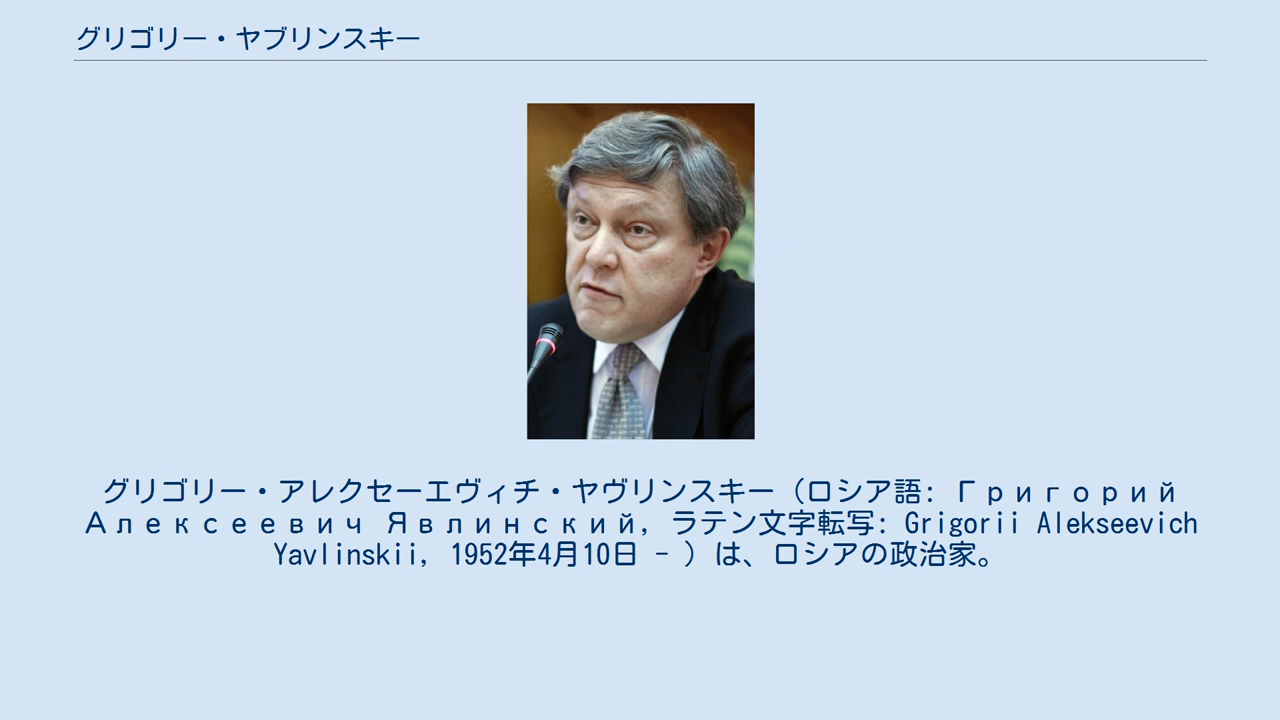 グリゴリー・ヤブリンスキー
グリゴリー・アレクセーエヴィチ・ヤヴリンスキー（ロシア語: Григорий
Алексеевич Явлинский, ラテン文字転写: Grigorii Alekseevich
Yavlinskii, 1952年4月10日 - ）は、ロシアの政治家。